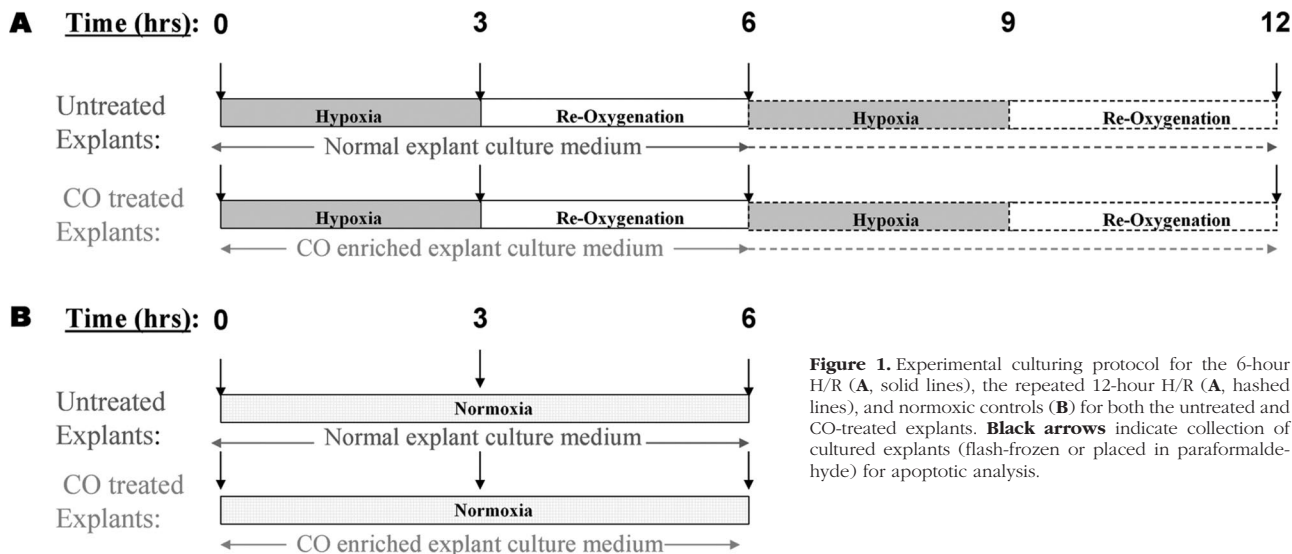 A Time (hrs): 0 3 6 9 12
Untreated Explants:
Hypoxia Re-Oxygenation Hypoxia Re-Oxygenation
Normal explant culture medium
CO treated Explants:
Hypoxia Re-Oxygenation Hypoxia Re-Oxygenation
CO enriched explant culture medium
B Time (hrs): 0 3 6
Untreated Explants:
Normoxia
Normal explant culture medium
CO treated Explants:
Normoxia
CO enriched explant culture medium
Figure 1. Experimental culturing protocol for the 6-hour
H/R (A, solid lines), the repeated 12-hour H/R (A, hashed
lines), and normoxic controls (B) for both the untreated and
CO-treated explants. Black arrows indicate collection of
cultured explants (flash-frozen or placed in paraformalde-
hyde) for apoptotic analysis.